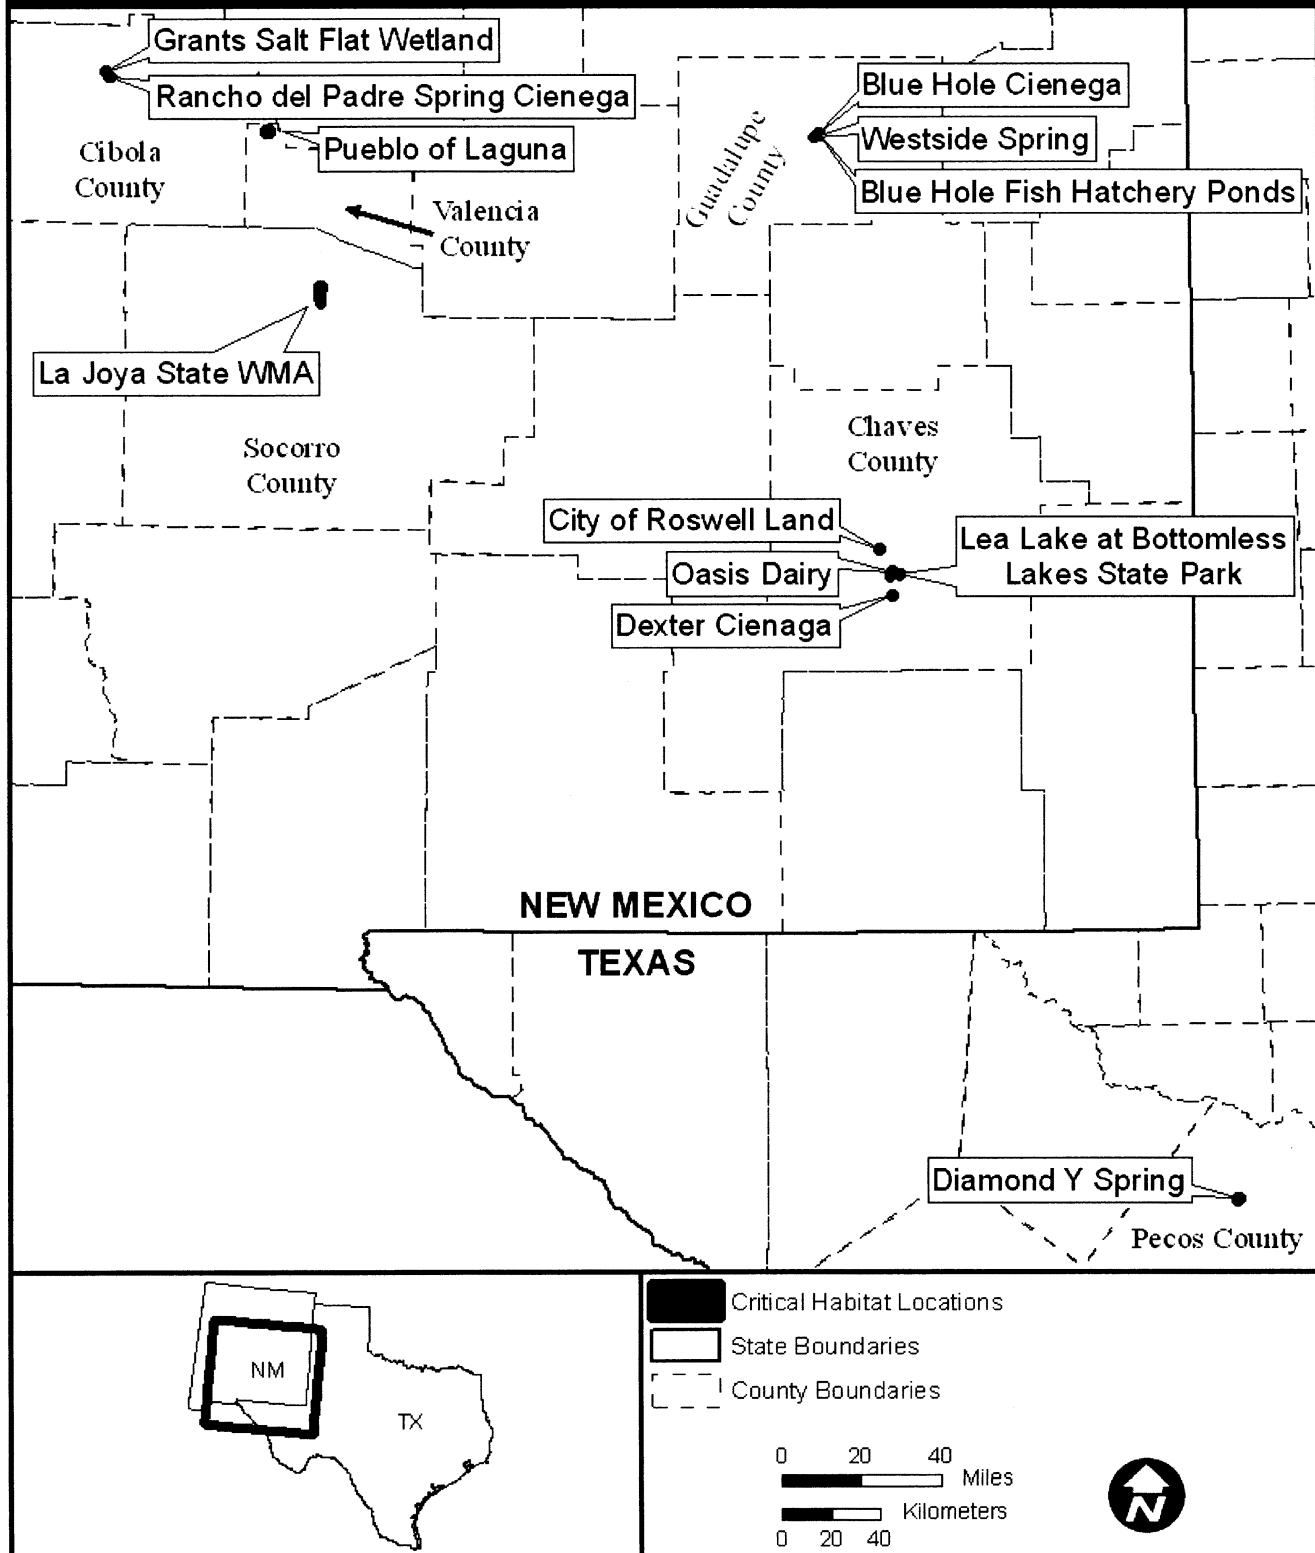 Grants Salt Flat Wetland
Rancho del Padre Spring Cienega
Pueblo of Laguna
Cibola
County
Valencia
County
Guadalupe
County
Blue Hole Cienega
Westside Spring
Blue Hole Fish Hatchery Ponds
La Joya State WMA
Socorro
County
Chaves
County
City of Roswell Land
Oasis Dairy
Dexter Cienaga
Lea Lake at Bottomless
Lakes State Park
NEW MEXICO
TEXAS
Diamond Y Spring
Pecos County
NM
TX
Critical Habitat Locations
State Boundaries
County Boundaries
0 20 40
Miles
Kilometers
0 20 40
N